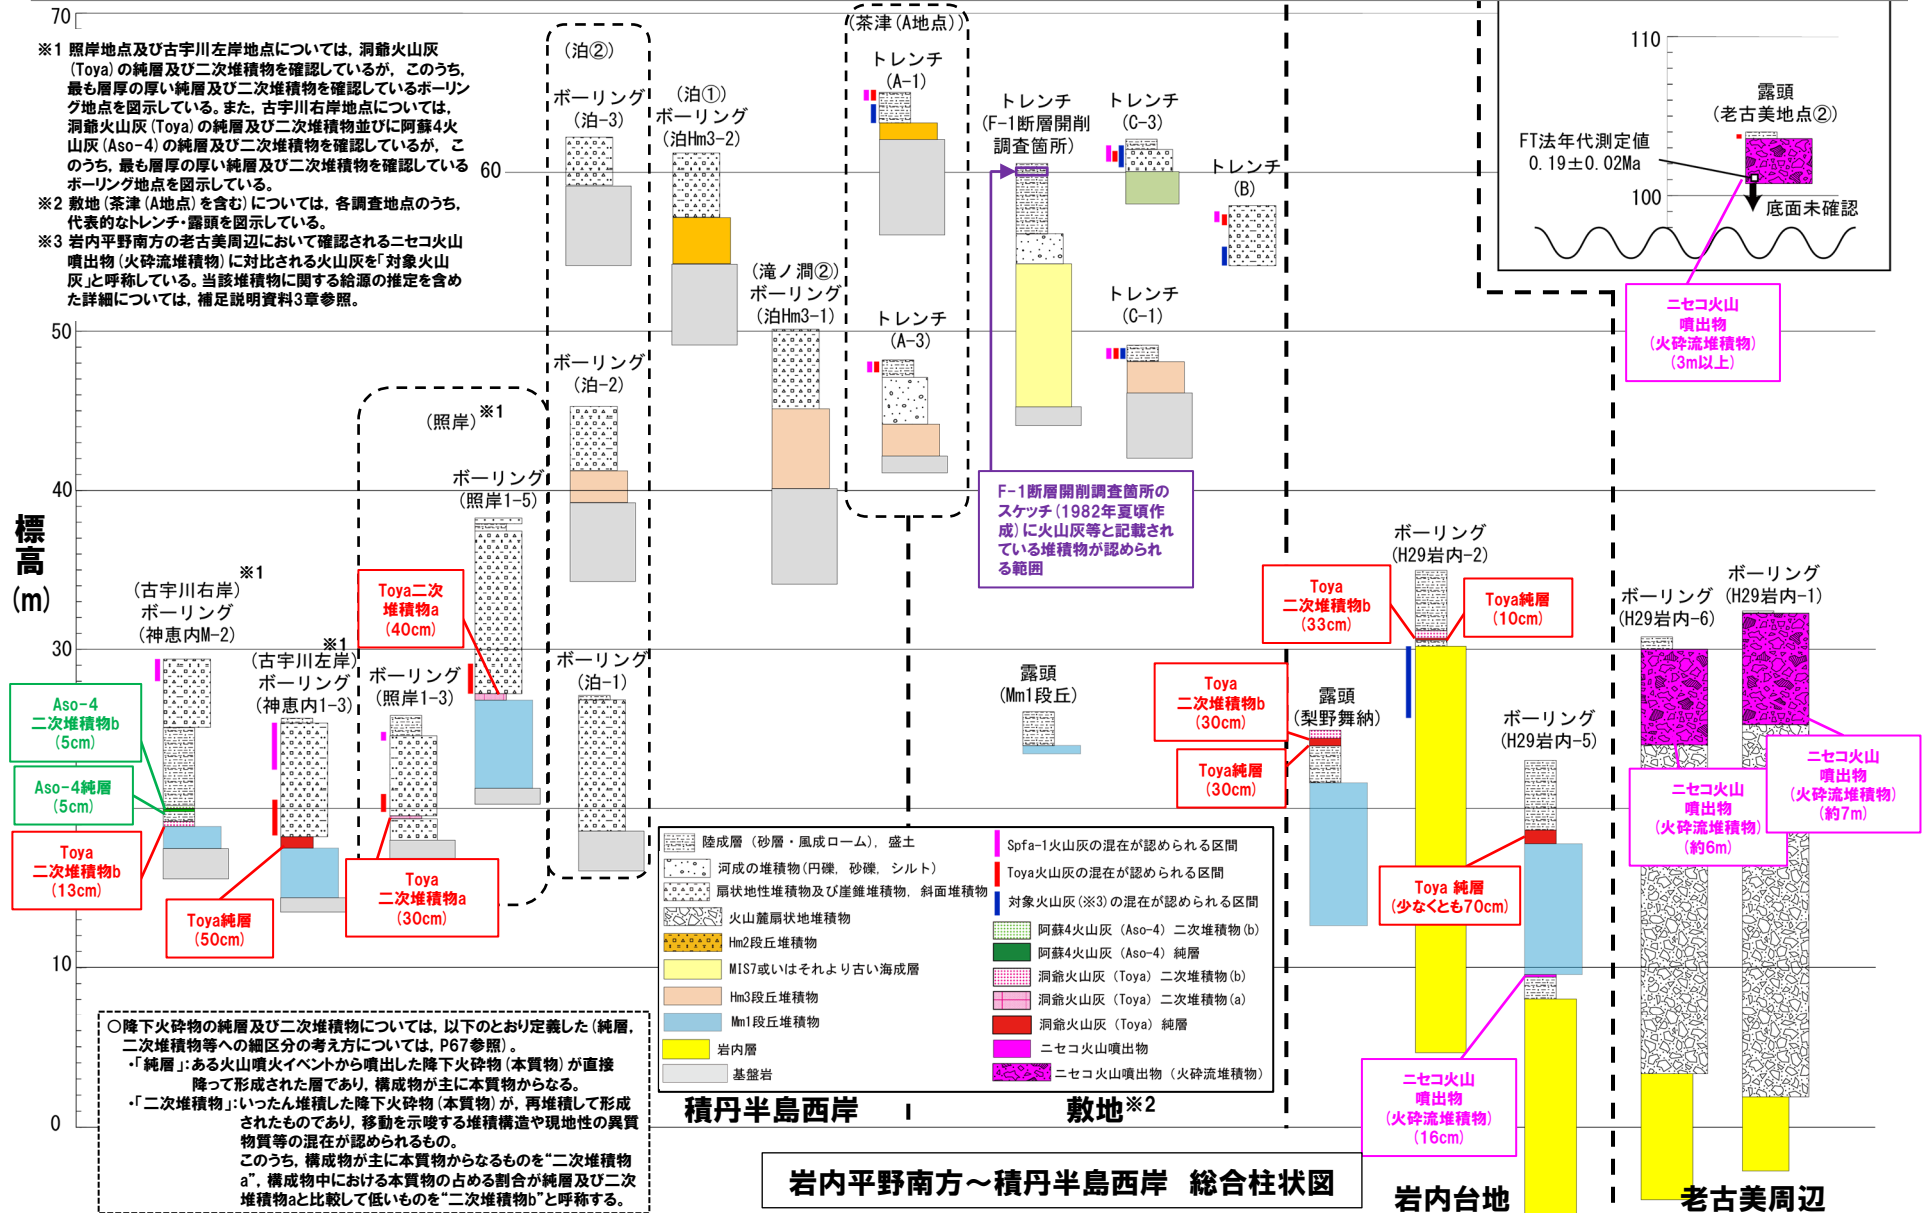 70
60
50
40
30
10
0
標高
(m)
※1 照岸地点及び古宇川左岸地点については，洞爺火山灰
(Toya)の純層及び二次堆積物を確認しているが，このうち，
最も層厚の厚い純層及び二次堆積物を確認しているボーリン
グ地点を図示している。また，古宇川右岸地点については，
洞爺火山灰(Toya)の純層及び二次堆積物並びに阿蘇4火
山灰(Aso-4)の純層及び二次堆積物を確認しているが，こ
のうち，最も層厚の厚い純層及び二次堆積物を確認している
ボーリング地点を図示している。
※2 敷地(茶津(A地点)を含む)については，各調査地点のうち，
代表的なトレンチ・露頭を図示している。
※3 岩内平野南方の老古美周辺において確認されるニセコ火山
噴出物(火砕流堆積物)に対比される火山灰を「対象火山
灰」と呼称している。当該堆積物に関する給源の推定を含め
た詳細については，補足説明資料3章参照。
(泊②)
ボーリング
(泊-3)
(泊①)
ボーリング
(泊Hm3-2)
(滝ノ澗②)
ボーリング
(泊Hm3-1)
(茶津(A地点))
トレンチ
(A-1)
トレンチ
(A-3)
トレンチ
(F-1断層開削
調査箇所)
トレンチ
(C-3)
トレンチ
(B)
トレンチ
(C-1)
110
100
露頭
(老古美地点②)
FT法年代測定値
0.19±0.02Ma
底面未確認
ニセコ火山
噴出物
(火砕流堆積物)
(3m以上)
ボーリング
(泊-2)
(照岸)※1
ボーリング
(照岸1-5)
Toya二次
堆積物a
(40cm)
F-1断層開削調査箇所の
スケッチ(1982年夏頃作
成)に火山灰等と記載され
ている堆積物が認められ
る範囲
※1
(古宇川右岸)
ボーリング
(神恵内M-2)
※1
(古宇川左岸)
ボーリング
(神恵内1-3)
ボーリング
(照岸1-3)
ボーリング
(泊-1)
露頭
(Mm1段丘)
Aso-4
二次堆積物b
(5cm)
Aso-4純層
(5cm)
Toya
二次堆積物b
(13cm)
Toya純層
(50cm)
Toya
二次堆積物a
(30cm)
ボーリング
(H29岩内-2)
Toya
二次堆積物b
(33cm)
Toya純層
(10cm)
Toya
二次堆積物b
(30cm)
Toya純層
(30cm)
露頭
(梨野舞納)
ボーリング
(H29岩内-5)
Toya 純層
(少なくとも70cm)
ニセコ火山
噴出物
(火砕流堆積物)
(16cm)
ボーリング
(H29岩内-6)
ボーリング
(H29岩内-1)
ニセコ火山
噴出物
(火砕流堆積物)
(約6m)
ニセコ火山
噴出物
(火砕流堆積物)
(約7m)
陸成層（砂層・風成ローム），盛土
河成の堆積物(円礫，砂礫，シルト)
扇状地性堆積物及び崖錐堆積物，斜面堆積物
火山麓扇状地堆積物
Hm2段丘堆積物
MIS7或いはそれより古い海成層
Hm3段丘堆積物
Mm1段丘堆積物
岩内層
基盤岩
Spfa-1火山灰の混在が認められる区間
Toya火山灰の混在が認められる区間
対象火山灰(※3)の混在が認められる区間
阿蘇4火山灰（Aso-4）二次堆積物(b)
阿蘇4火山灰（Aso-4）純層
洞爺火山灰（Toya）二次堆積物(b)
洞爺火山灰（Toya）二次堆積物(a)
洞爺火山灰（Toya）純層
ニセコ火山噴出物
ニセコ火山噴出物（火砕流堆積物）
○降下火砕物の純層及び二次堆積物については，以下のとおり定義した(純層，
二次堆積物等への細区分の考え方については，P67参照)。
・「純層」：ある火山噴火イベントから噴出した降下火砕物(本質物)が直接
降って形成された層であり，構成物が主に本質物からなる。
・「二次堆積物」：いったん堆積した降下火砕物(本質物)が，再堆積して形成
されたものであり，移動を示唆する堆積構造や現地性の異質
物質等の混在が認められるもの。
このうち，構成物が主に本質物からなるものを“二次堆積物
a”，構成物中における本質物の占める割合が純層及び二次
堆積物aと比較して低いものを“二次堆積物b”と呼称する。
積丹半島西岸
敷地※2
岩内台地
老古美周辺
岩内平野南方～積丹半島西岸 総合柱状図